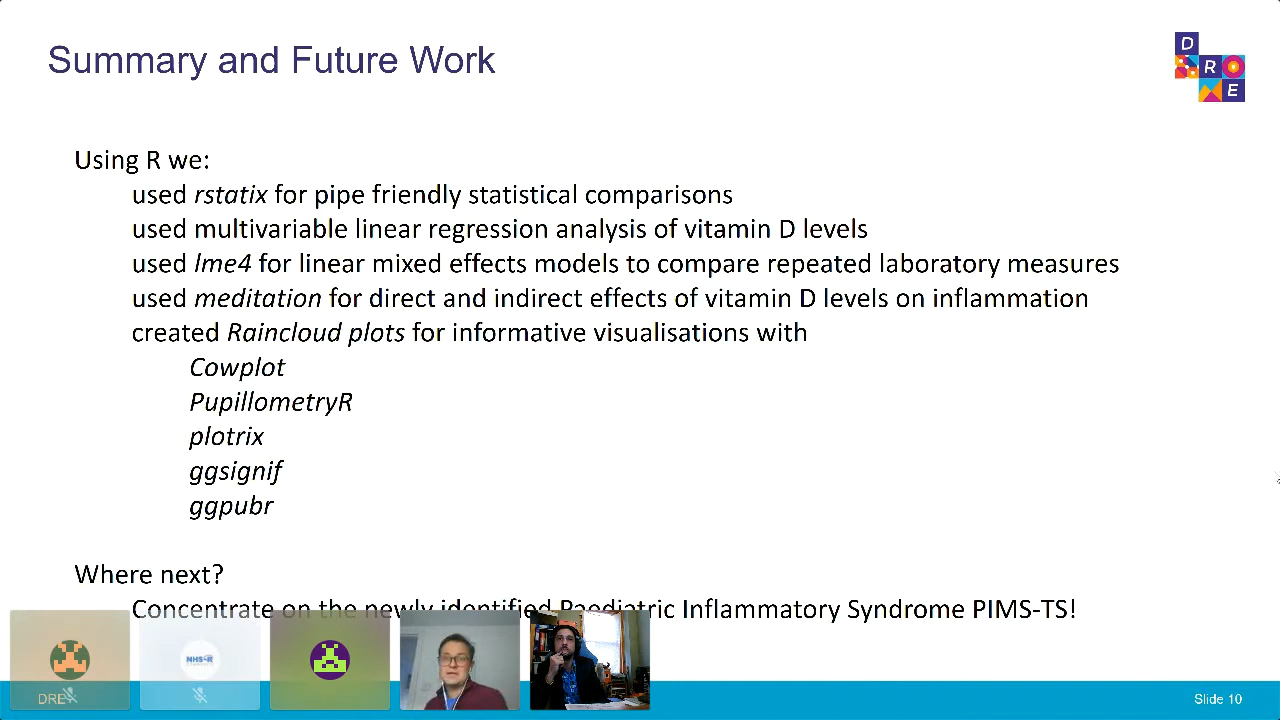 Summary and Future Work
D
R
E
Using R we:
used rstatix for pipe friendly statistical comparisons
used multivariable linear regression analysis of vitamin D levels
used lme4 for linear mixed effects models to compare repeated laboratory measures
used meditation for direct and indirect effects of vitamin D levels on inflammation
created Raincloud plots for informative visualisations with
Cowplot
PupillometryR
plotrix
ggsignif
ggpubr
Where next?
Concentrate on the newly identified Paediatric Inflammatory Syndrome PIMS-TS!
NHS-R
DRE
Slide 10